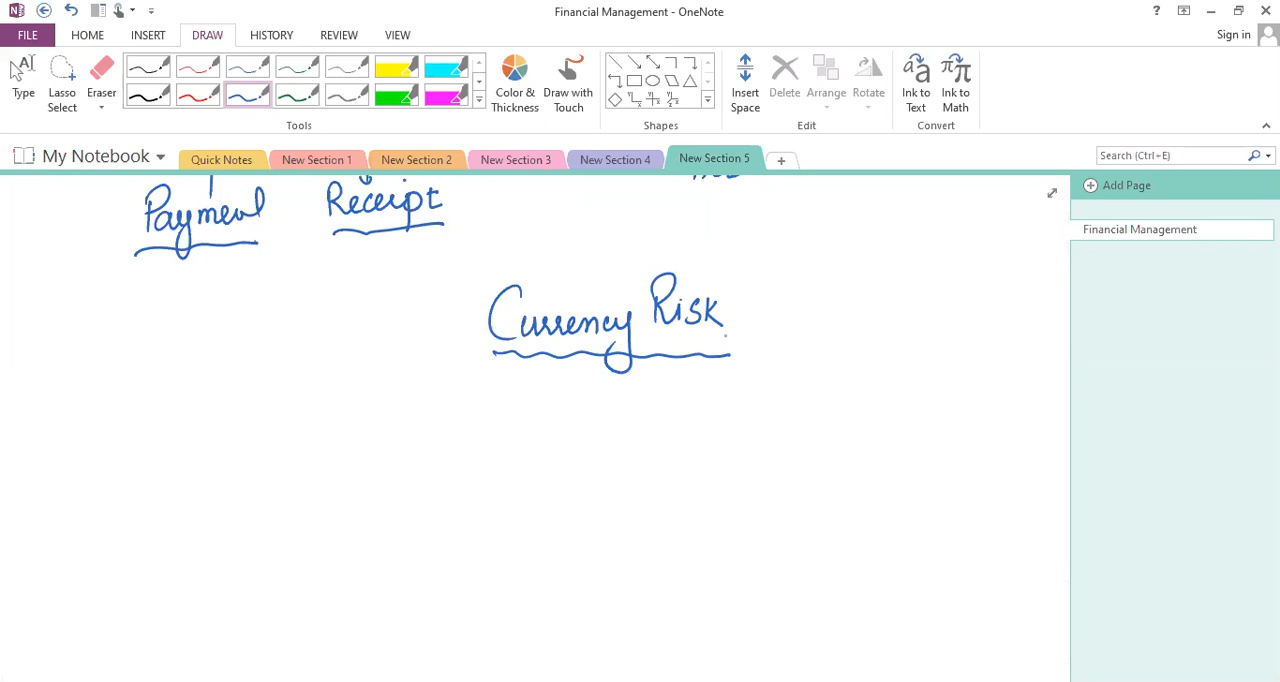 Financial Management - OneNote
?
FILE HOME INSERT DRAW HISTORY REVIEW VIEW
Sign in
Type
Lasso Select
Eraser
Color & Thickness
Draw with Touch
Insert Space
Delete
Arrange
Rotate
Ink to Text
Ink to Math
Tools
Shapes
Edit
Convert
My Notebook
Quick Notes New Section 1 New Section 2 New Section 3 New Section 4 New Section 5
Search (Ctrl+E)
Add Page
Financial Management
Payment Receipt
Currency Risk